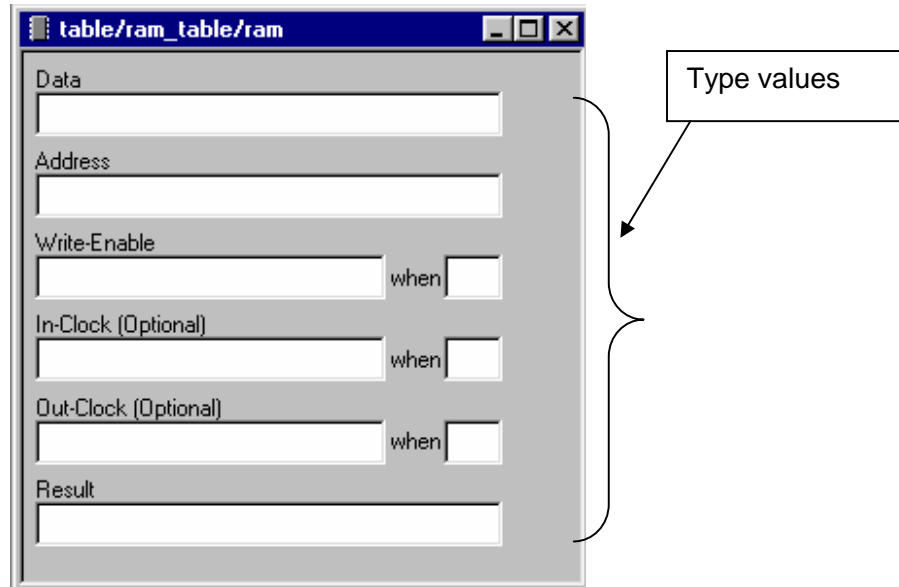 table/ram_table/ram
Data
Type values
Address
Write-Enable
when
In-Clock (Optional)
when
Out-Clock (Optional)
when
Result